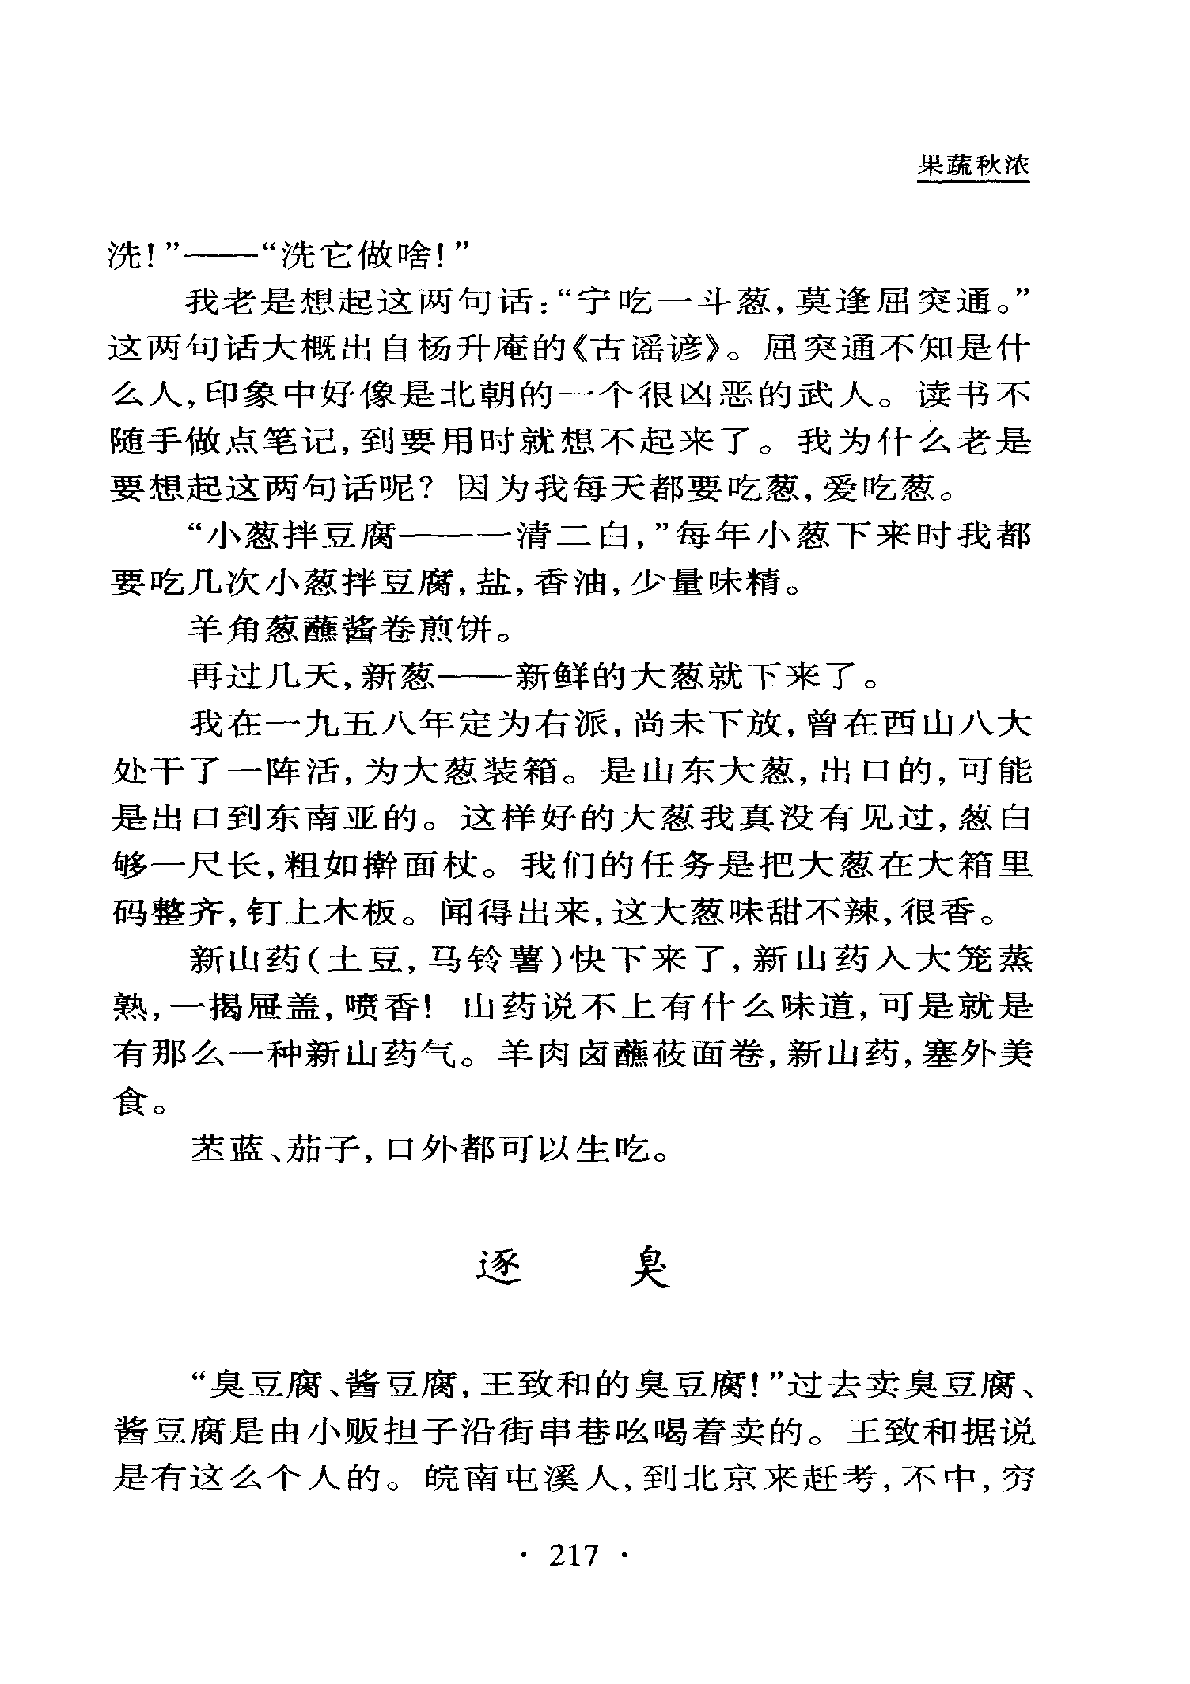 果蔬秋浓
洗!”——“洗它做啥!”
我老是想起这两句话:“宁吃一斗葱,莫逢屈突通。”
这两句话大概出自杨升庵的《古谣谚》。屈突通不知是什
么人,印象中好像是北朝的一个很凶恶的武人。读书不
随手做点笔记,到要用时就想不起来了。我为什么老是
要想起这两句话呢?因为我每天都要吃葱,爱吃葱。
“小葱拌豆腐——一清二白,”每年小葱下来时我都
要吃几次小葱拌豆腐,盐,香油,少量味精。
羊角葱蘸酱卷煎饼。
再过几天,新葱——新鲜的大葱就下来了。
我在一九五八年定为右派,尚未下放,曾在西山八大
处干了一阵活,为大葱装箱。是山东大葱,出口的,可能
是出口到东南亚的。这样好的大葱我真没有见过,葱白
够一尺长,粗如擀面杖。我们的任务是把大葱在大箱里
码整齐,钉上木板。闻得出来,这大葱味甜不辣,很香。
新山药(土豆,马铃薯)快下来了,新山药入大笼蒸
熟,一揭屉盖,喷香!山药说不上有什么味道,可是就是
有那么一种新山药气。羊肉卤蘸莜面卷,新山药,塞外美
食。
苤蓝、茄子,口外都可以生吃。
逐 臭
“臭豆腐、酱豆腐,王致和的臭豆腐!”过去卖臭豆腐、
酱豆腐是由小贩担子沿街串巷吆喝着卖的。王致和据说
是有这么个人的。皖南屯溪人,到北京来赶考,不中,穷
· 217 ·